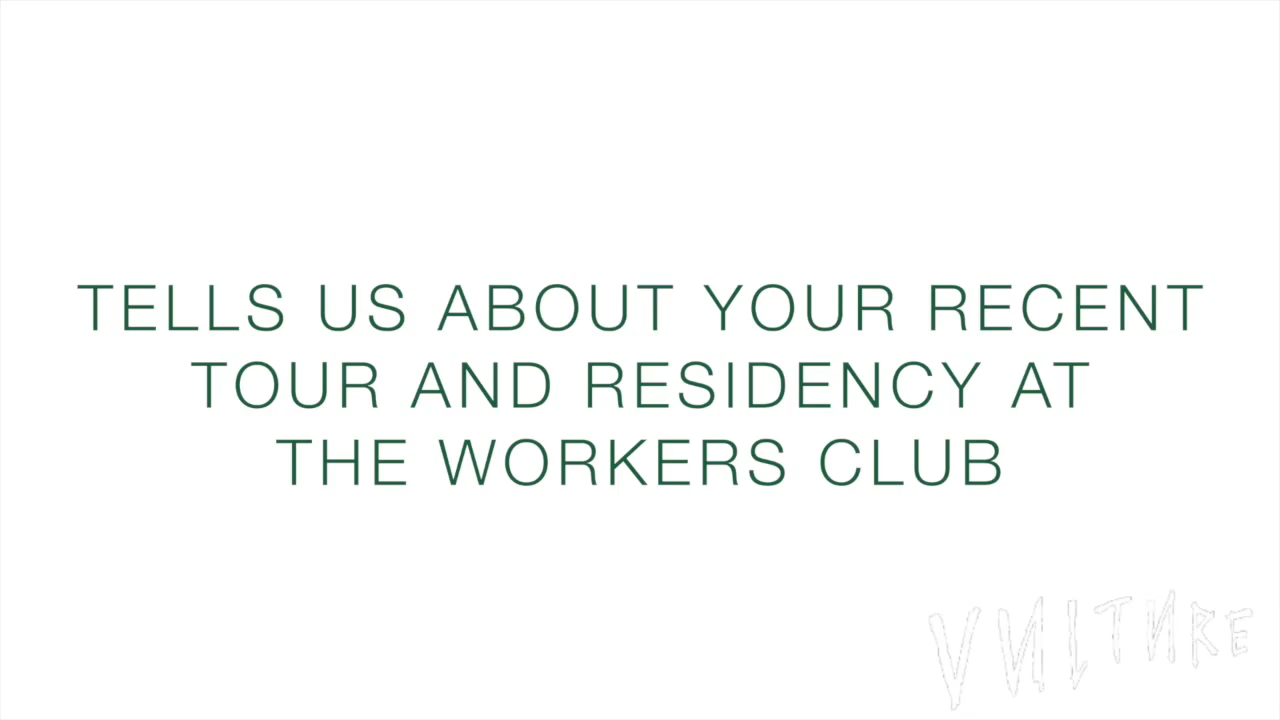 TELLS US ABOUT YOUR RECENT
TOUR AND RESIDENCY AT
THE WORKERS CLUB
VULTURE